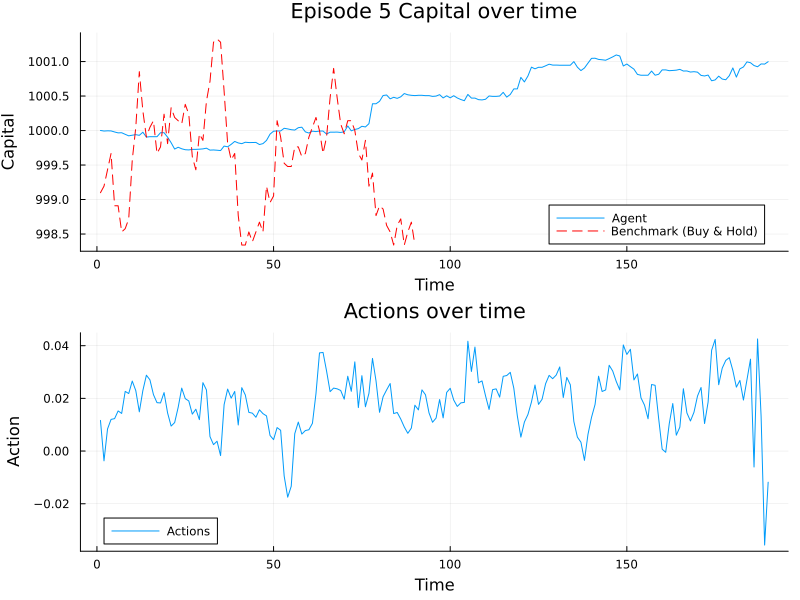 Episode 5 Capital over time
1001.0
1000.5
1000.0
999.5
999.0
998.5
Capital
0
50
100
150
Time
Agent
Benchmark (Buy & Hold)
Actions over time
0.04
0.02
0.00
−0.02
Action
Actions
0
50
100
150
Time